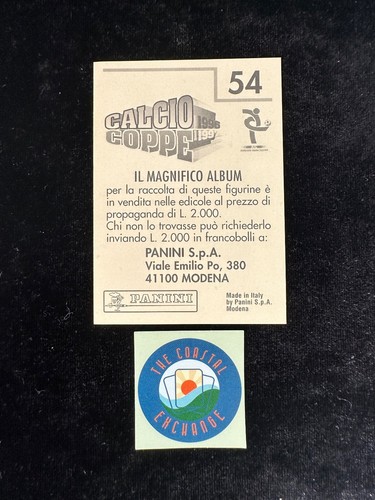 54
CALCIO 1996
COPPE 1997
IL MAGNIFICO ALBUM
per la raccolta di queste figurine è
in vendita nelle edicole al prezzo di
propaganda di L. 2.000.
Chi non lo trovasse può richiederlo
inviando L. 2.000 in francobolli a:
PANINI S.p.A.
Viale Emilio Po, 380
41100 MODENA
PANINI
Made in Italy
by Panini S.p.A.
Modena
THE COASTAL
EXCHANGE